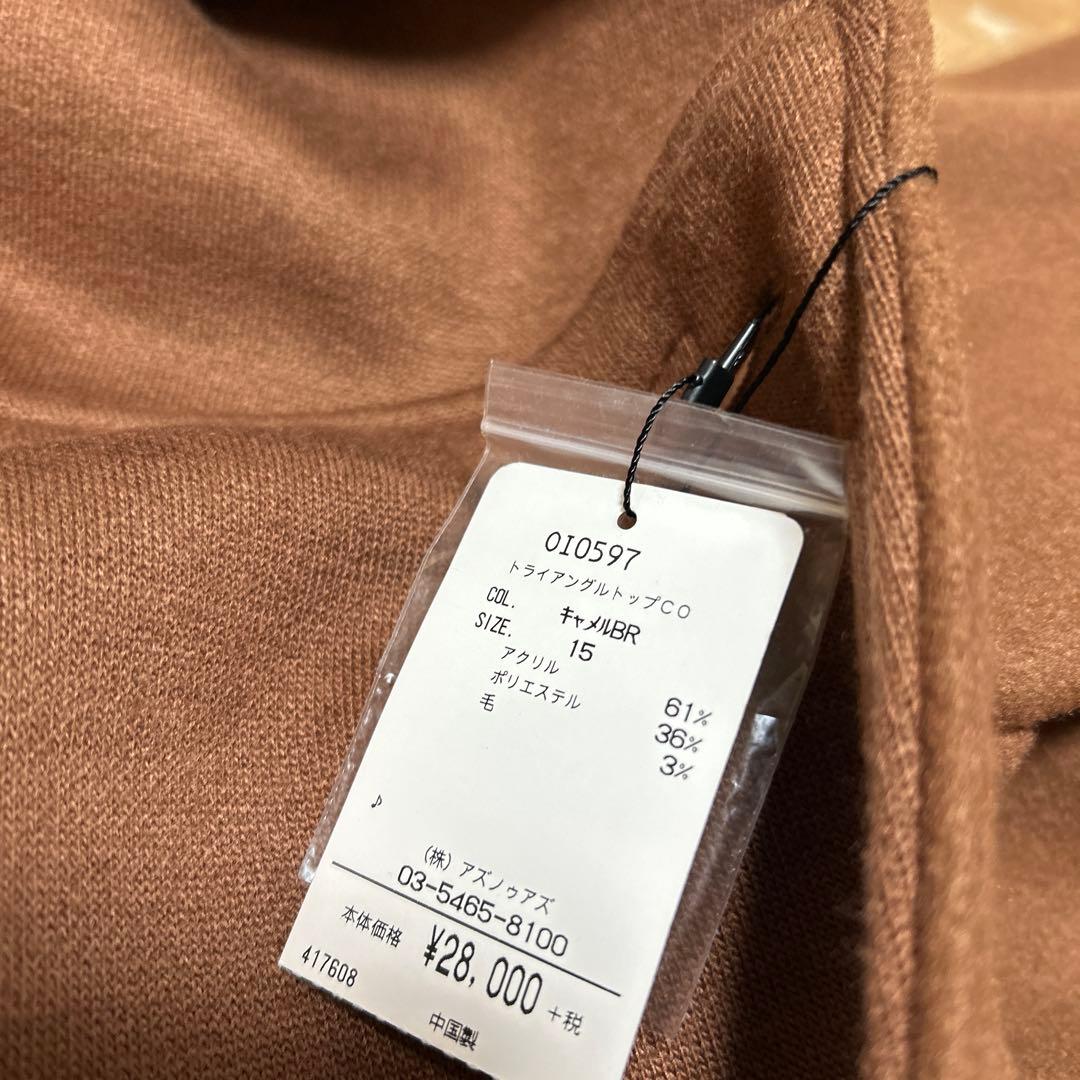 OI0597
トライアングルトップCO
COL. キャメルBR
SIZE. 15
アクリル 61%
ポリエステル 36%
毛 3%
♪
(株) アズノゥアズ
03-5465-8100
本体価格 ¥28,000 +税
417608
中国製